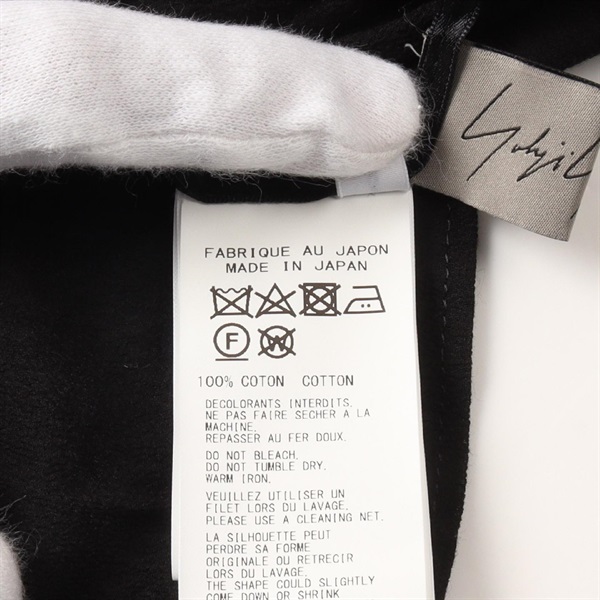 Yohji
FABRIQUE AU JAPON
MADE IN JAPAN
F W
100% COTON COTTON
DECOLORANTS INTERDITS.
NE PAS FAIRE SECHER A LA
MACHINE.
REPASSER AU FER DOUX.
DO NOT BLEACH.
DO NOT TUMBLE DRY.
WARM IRON.
VEUILLEZ UTILISER UN
FILET LORS DU LAVAGE.
PLEASE USE A CLEANING NET.
LA SILHOUETTE PEUT
PERDRE SA FORME
ORIGINALE OU RETRECIR
LORS DU LAVAGE.
THE SHAPE COULD SLIGHTLY
COME DOWN OR SHRINK